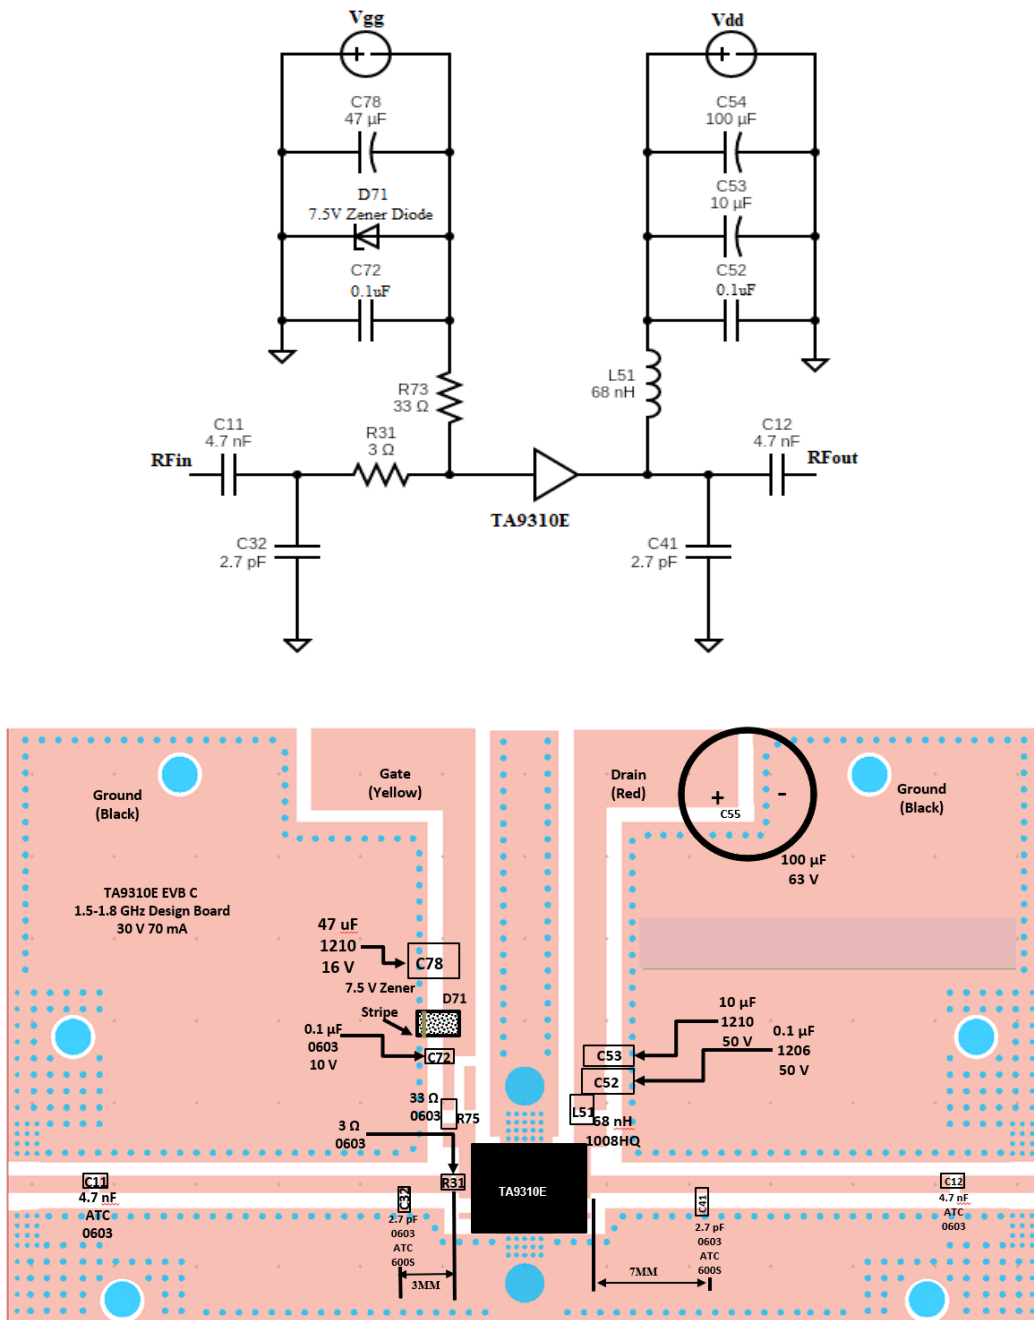 Vgg
Vdd
+
-
+
-
C78
47 µF
C54
100 µF
D71
7.5V Zener Diode
C53
10 µF
C72
0.1uF
C52
0.1uF
R73
33 Ω
L51
68 nH
C11
4.7 nF
R31
3 Ω
C12
4.7 nF
RFin
RFout
TA9310E
C32
2.7 pF
C41
2.7 pF
Ground
(Black)
Gate
(Yellow)
Drain
(Red)
Ground
(Black)
+
-
C55
100 µF
63 V
TA9310E EVB C
1.5-1.8 GHz Design Board
30 V 70 mA
47 uF
1210
16 V
C78
7.5 V Zener
D71
Stripe
0.1 µF
0603
10 V
C72
10 µF
1210
50 V
0.1 µF
1206
50 V
C53
C52
33 Ω
0603
R75
L51
68 nH
1008HQ
3 Ω
0603
R31
TA9310E
C11
4.7 nF
ATC
0603
C32
2.7 pF
0603
ATC
600S
3MM
C41
2.7 pF
0603
ATC
600S
7MM
C12
4.7 nF
ATC
0603